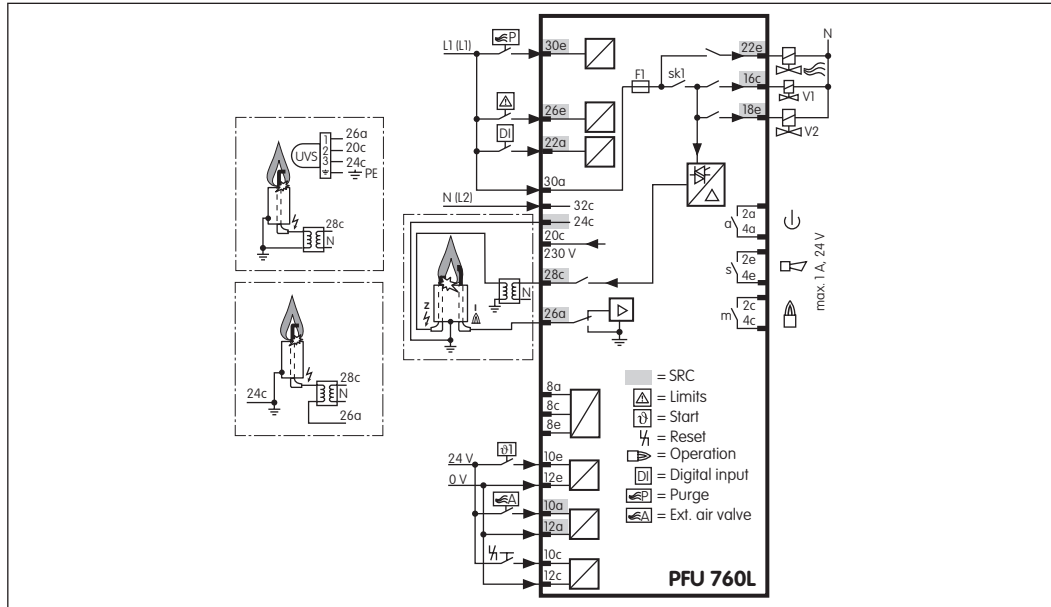 L1 (L1)
P
30e
26e
DI
22a
30a
N (L2)
32c
24c
20c
230 V
28c
26a
F1
sk1
22e
N
16c
V1
18e
V2
a
2a
4a
s
2e
4e
m
2c
4c
max. 1 A, 24 V
UVS
1
2
3
26a
20c
24c
PE
28c
N
24c
28c
N
26a
z
I
N
8a
8c
8e
24 V
ϑ1
10e
0 V
12e
A
10a
12a
10c
12c
= SRC
= Limits
ϑ = Start
= Reset
= Operation
DI = Digital input
P = Purge
A = Ext. air valve
PFU 760L